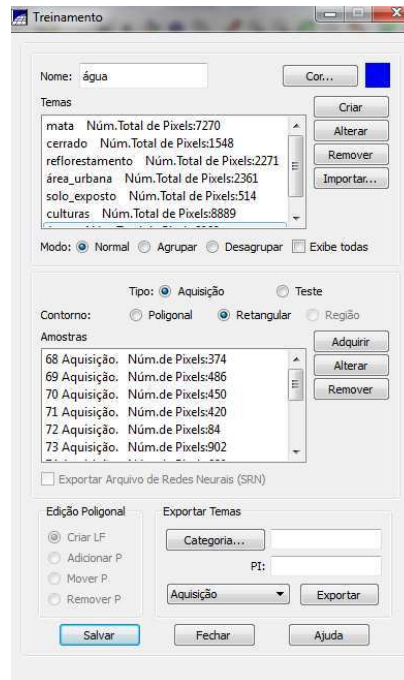 Treinamento
Nome: água Cor...
Temas
mata Núm.Total de Pixels:7270
cerrado Núm.Total de Pixels:1548
reflorestamento Núm.Total de Pixels:2271
área_urbana Núm.Total de Pixels:2361
solo_exposto Núm.Total de Pixels:514
culturas Núm.Total de Pixels:8889
Criar
Alterar
Remover
Importar...
Modo: Normal Agrupar Desagrupar Exibe todas
Tipo: Aquisição Teste
Contorno: Poligonal Retangular Região
Amostras
68 Aquisição. Núm.de Pixels:374
69 Aquisição. Núm.de Pixels:486
70 Aquisição. Núm.de Pixels:450
71 Aquisição. Núm.de Pixels:420
72 Aquisição. Núm.de Pixels:84
73 Aquisição. Núm.de Pixels:902
Adquirir
Alterar
Remover
Exportar Arquivo de Redes Neurais (SRN)
Edição Poligonal
Criar LF
Adicionar P
Mover P
Remover P
Exportar Temas
Categoria...
PI:
Aquisição Exportar
Salvar Fechar Ajuda